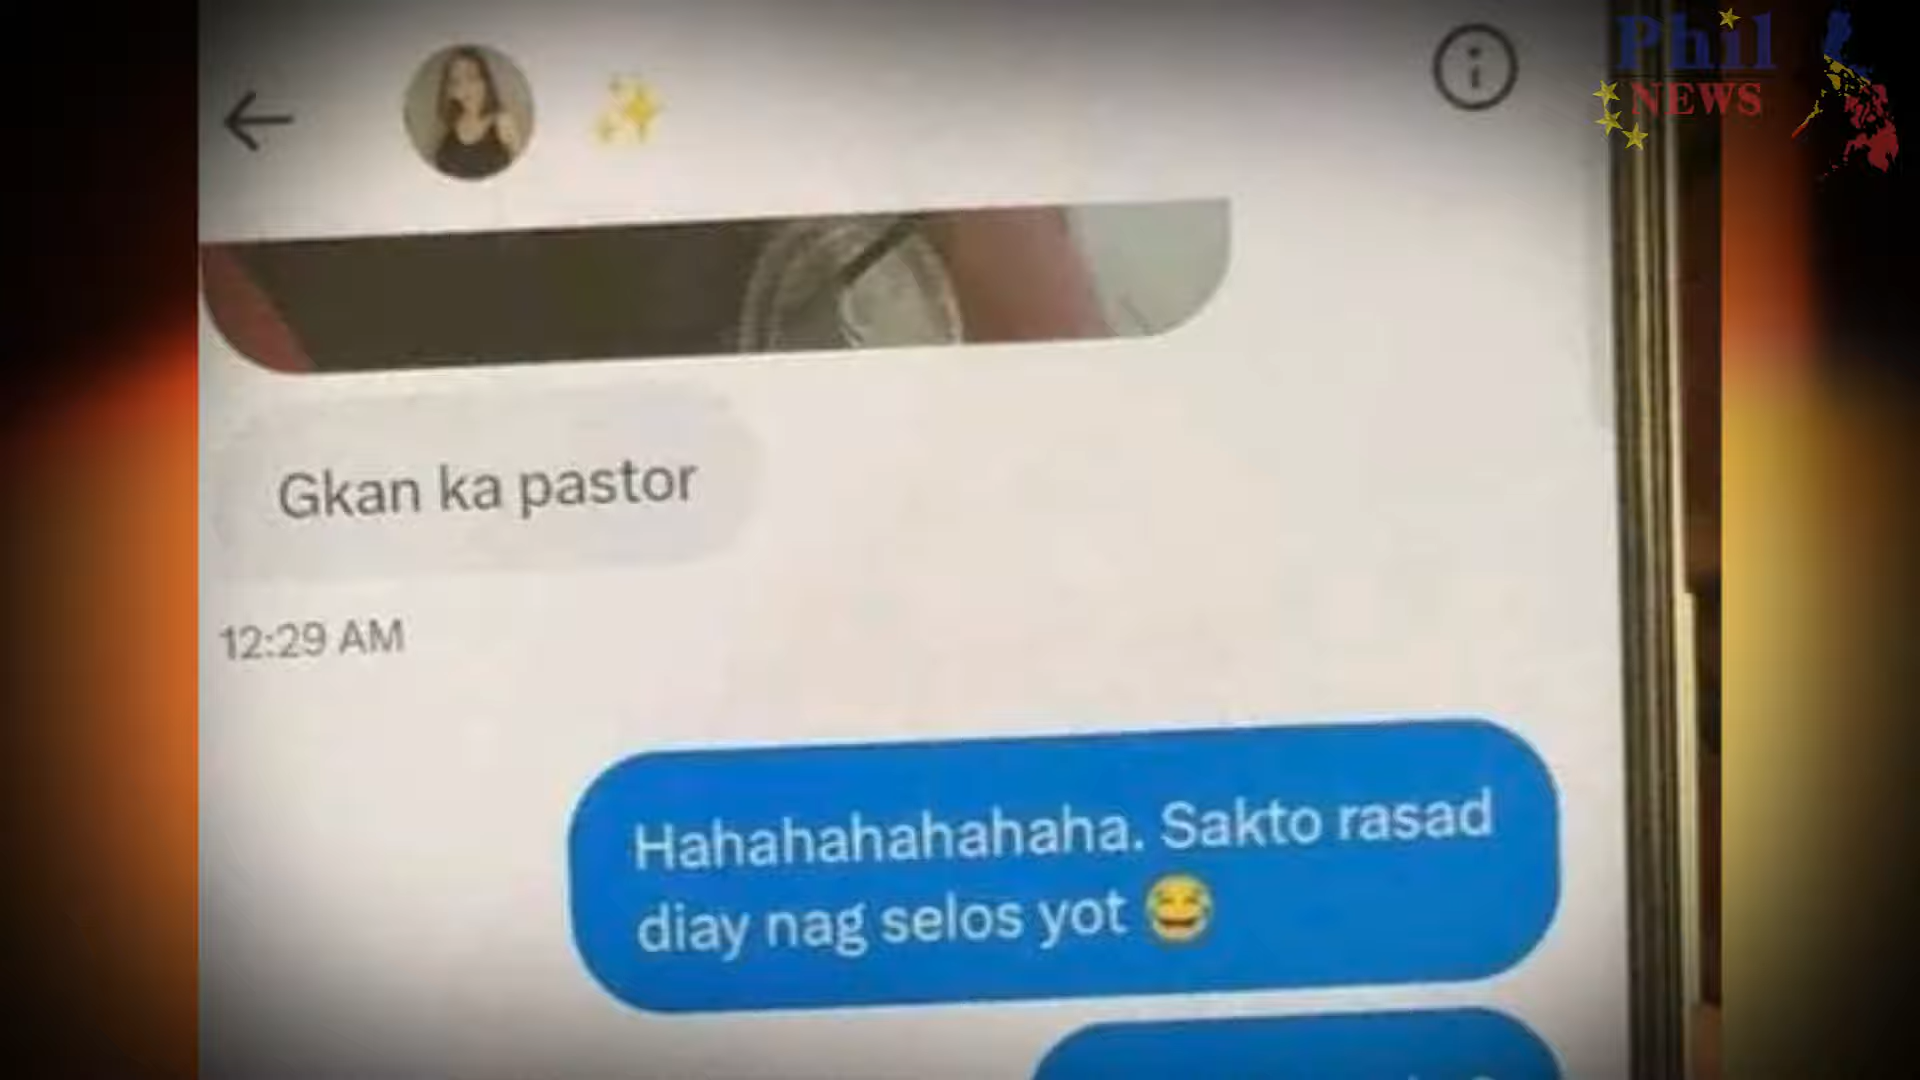 Phil
NEWS
Gkan ka pastor
12:29 AM
Hahahahahahaha. Sakto rasad
diay nag selos yot 😂